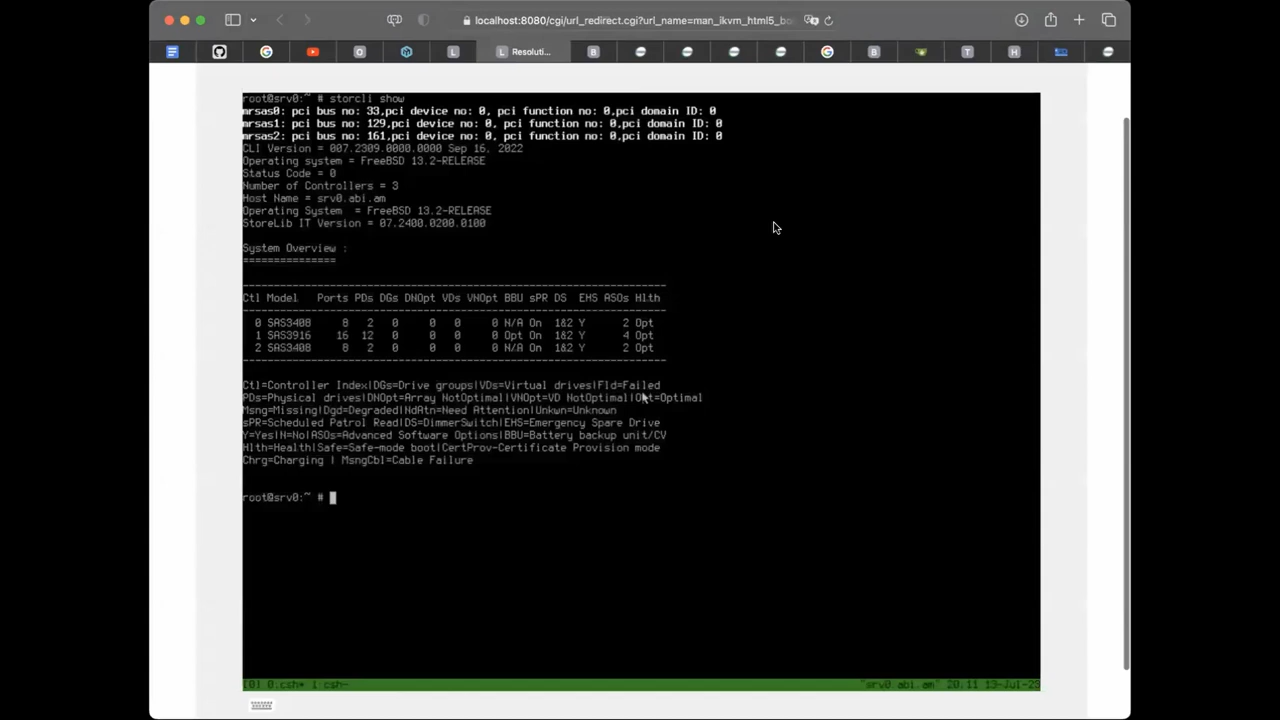 localhost:8080/cgi/url_redirect.cgi?url_name=man_ikvm_html5_bo
L Resoluti...
root@srv0:~ # storcli show
mrsas0: pci bus no: 33,pci device no: 0, pci function no: 0,pci domain ID: 0
mrsas1: pci bus no: 129,pci device no: 0, pci function no: 0,pci domain ID: 0
mrsas2: pci bus no: 161,pci device no: 0, pci function no: 0,pci domain ID: 0
CLI Version = 007.2309.0000.0000 Sep 16, 2022
Operating system = FreeBSD 13.2-RELEASE
Status Code = 0
Number of Controllers = 3
Host Name = srv0.abi.am
Operating System  = FreeBSD 13.2-RELEASE
StoreLib IT Version = 07.2400.0200.0100
System Overview :
===============
Ctl Model Ports PDs DGs DNOpt VDs VNOpt BBU sPR DS EHS ASOs Hlth
0 SAS3408 8 2 0 0 0 0 N/A On 1&2 Y 2 Opt
1 SAS3916 16 12 0 0 0 0 Opt On 1&2 Y 4 Opt
2 SAS3408 8 2 0 0 0 0 N/A On 1&2 Y 2 Opt
Ctl=Controller Index|DGs=Drive groups|VDs=Virtual drives|Fld=Failed
PDs=Physical drives|DNOpt=Array NotOptimal|VNOpt=VD NotOptimal|Opt=Optimal
Msng=Missing|Dgd=Degraded|NdAtn=Need Attention|Unkwn=Unknown
sPR=Scheduled Patrol Read|DS=DimmerSwitch|EHS=Emergency Spare Drive
Y=Yes|N=No|ASOs=Advanced Software Options|BBU=Battery backup unit/CV
Hlth=Health|Safe=Safe-mode boot|CertProv-Certificate Provision mode
Chrg=Charging | MsngCbl=Cable Failure
root@srv0:~ #
[0] 0:csh* 1:csh- "srv0.abi.am" 20:11 13-Jul-23